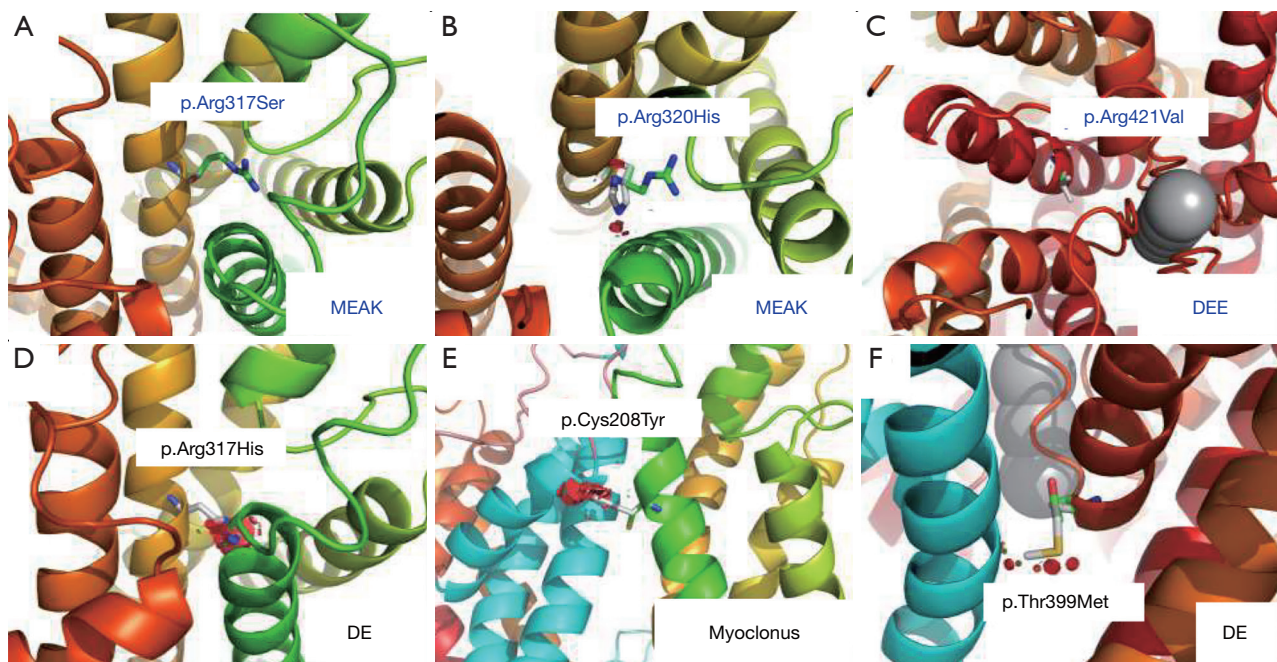 A
p.Arg317Ser
MEAK
B
p.Arg320His
MEAK
C
p.Arg421Val
DEE
D
p.Arg317His
DE
E
p.Cys208Tyr
Myoclonus
F
p.Thr399Met
DE